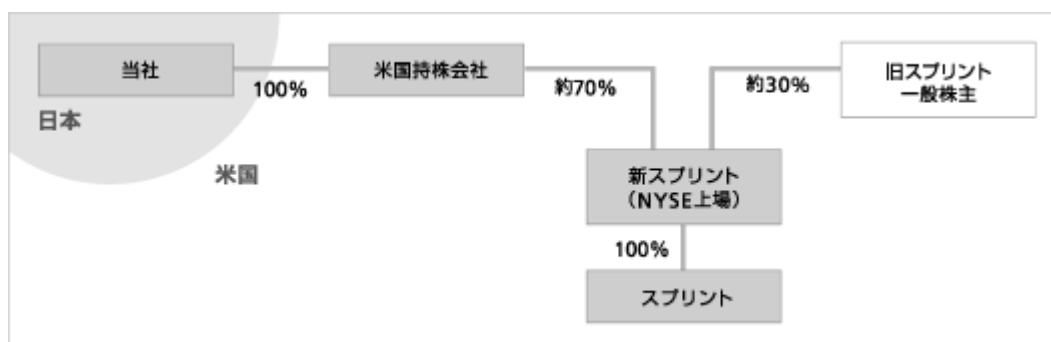 当社
100%
米国持株会社
約70%
約30%
旧スプリント
一般株主
日本
米国
新スプリント
（NYSE上場）
100%
スプリント